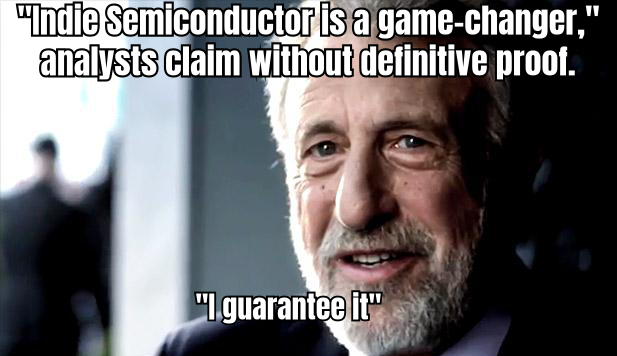 "Indie Semiconductor is a game-changer,"
analysts claim without definitive proof.
"I guarantee it"